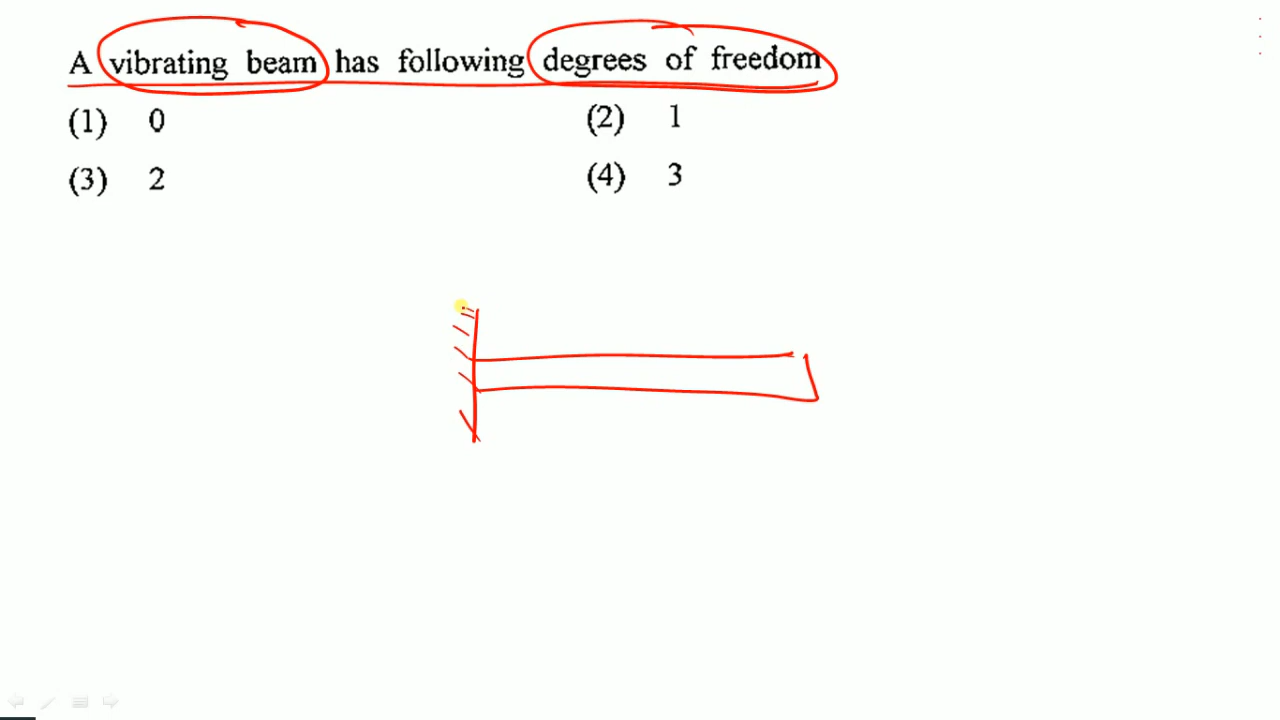 A vibrating beam has following degrees of freedom
(1) 0 (2) 1
(3) 2 (4) 3